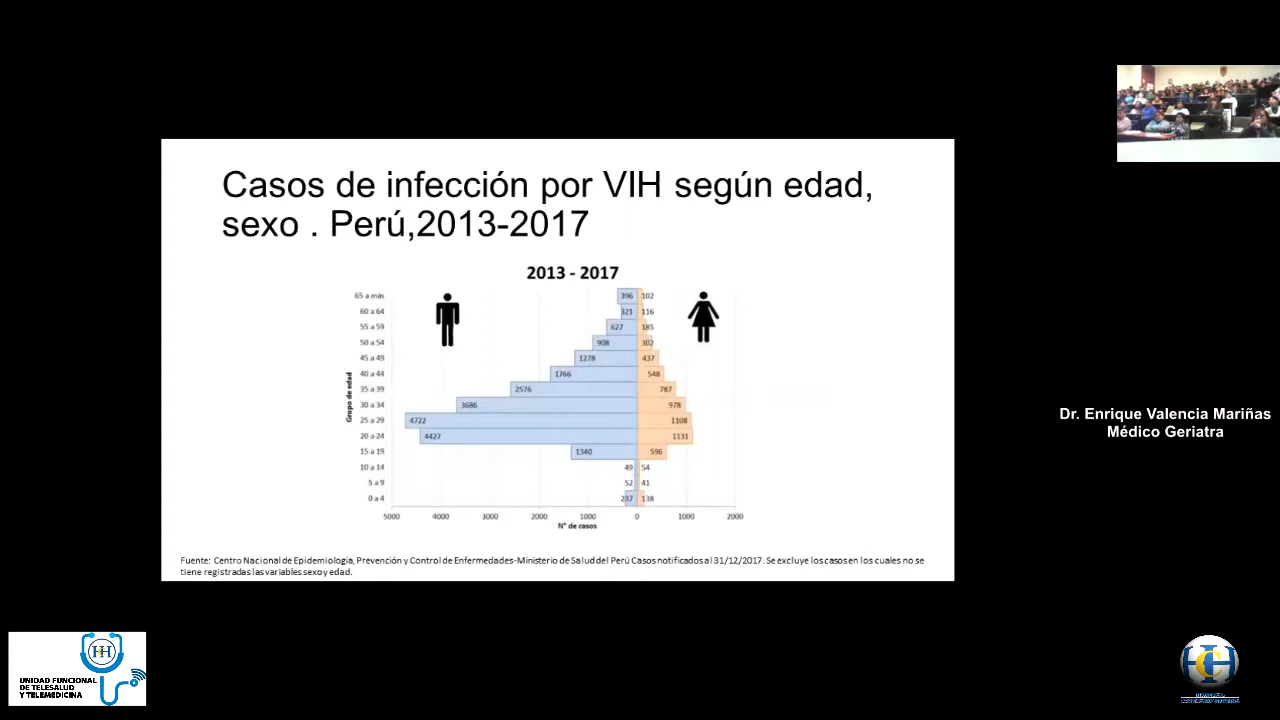 Casos de infección por VIH según edad,
sexo . Perú,2013-2017
2013 - 2017
Grupo de edad
65 a más 396 102
60 a 64 321 116
55 a 59 627 185
50 a 54 908 302
45 a 49 1278 437
40 a 44 1766 548
35 a 39 2576 787
30 a 34 3686 978
25 a 29 4722 1108
20 a 24 4427 1131
15 a 19 1340 596
10 a 14 49 54
5 a 9 52 41
0 a 4 237 138
5000 4000 3000 2000 1000 0 1000 2000
N° de casos
Fuente: Centro Nacional de Epidemiología, Prevención y Control de Enfermedades-Ministerio de Salud del Perú Casos notificados al 31/12/2017. Se excluye los casos en los cuales no se
tiene registradas las variables sexo y edad.
Dr. Enrique Valencia Mariñas
Médico Geriatra
HH
UNIDAD FUNCIONAL
DE TELESALUD
Y TELEMEDICINA